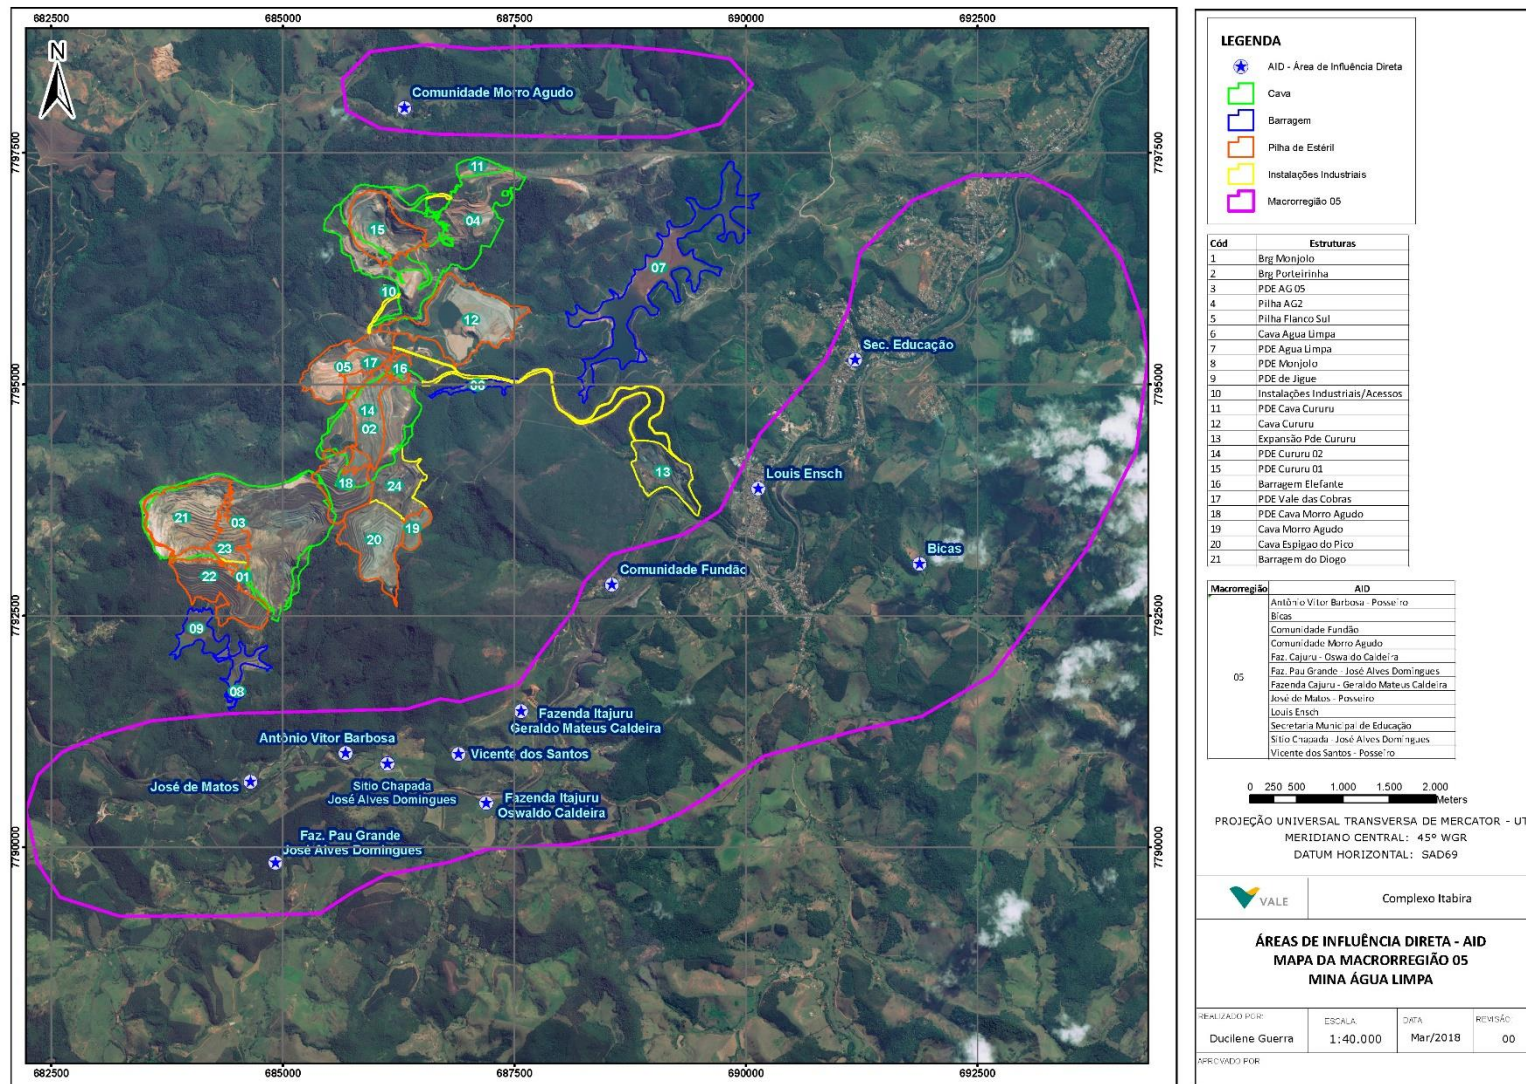 682500 685000 687500 690000 692500
N
Comunidade Morro Agudo
7797500
7797500
11
04
15
07
10
12
Sec. Educação
05
17
16
7795000
7795000
14
02
Louis Ensch
13
18
24
21
03
19
20
23
Bicas
22
01
Comunidade Fundão
7792500
7792500
09
08
Fazenda Itajuru
Geraldo Mateus Caldeira
Antônio Vitor Barbosa
Vicente dos Santos
José de Matos
Sitio Chapada
José Alves Domingues
Fazenda Itajuru
Oswaldo Caldeira
Faz. Pau Grande
José Alves Domingues
7790000
7790000
682500 685000 687500 690000 692500
LEGENDA
AID - Área de Influência Direta
Cava
Barragem
Pilha de Estéril
Instalações Industriais
Macrorregião 05
Cód Estruturas
1 Brg Monjolo
2 Brg Porteirinha
3 PDE AG 05
4 Pilha AG2
5 Pilha Flanco Sul
6 Cava Agua Limpa
7 PDE Agua Limpa
8 PDE Monjolo
9 PDE de Jigue
10 Instalações Industriais/Acessos
11 PDE Cava Cururu
12 Cava Cururu
13 Expansão Pde Cururu
14 PDE Cururu 02
15 PDE Cururu 01
16 Barragem Elefante
17 PDE Vale das Cobras
18 PDE Cava Morro Agudo
19 Cava Morro Agudo
20 Cava Espigao do Pico
21 Barragem do Diogo
Macrorregião AID
05
Antônio Vitor Barbosa - Posseiro
Bicas
Comunidade Fundão
Comunidade Morro Agudo
Faz. Cajuru - Oswaldo Caldeira
Faz. Pau Grande - José Alves Domingues
Fazenda Cajuru - Geraldo Mateus Caldeira
José de Matos - Posseiro
Louis Ensch
Secretaria Municipal de Educação
Sitio Chapada - José Alves Domingues
Vicente dos Santos - Posseiro
0 250 500 1.000 1.500 2.000
Meters
PROJEÇÃO UNIVERSAL TRANSVERSA DE MERCATOR - UT
MERIDIANO CENTRAL: 45º WGR
DATUM HORIZONTAL: SAD69
VALE
Complexo Itabira
ÁREAS DE INFLUÊNCIA DIRETA - AID
MAPA DA MACRORREGIÃO 05
MINA ÁGUA LIMPA
REALIZADO POR: ESCALA: DATA REVISÃO
Ducilene Guerra 1:40.000 Mar/2018 00
APROVADO POR